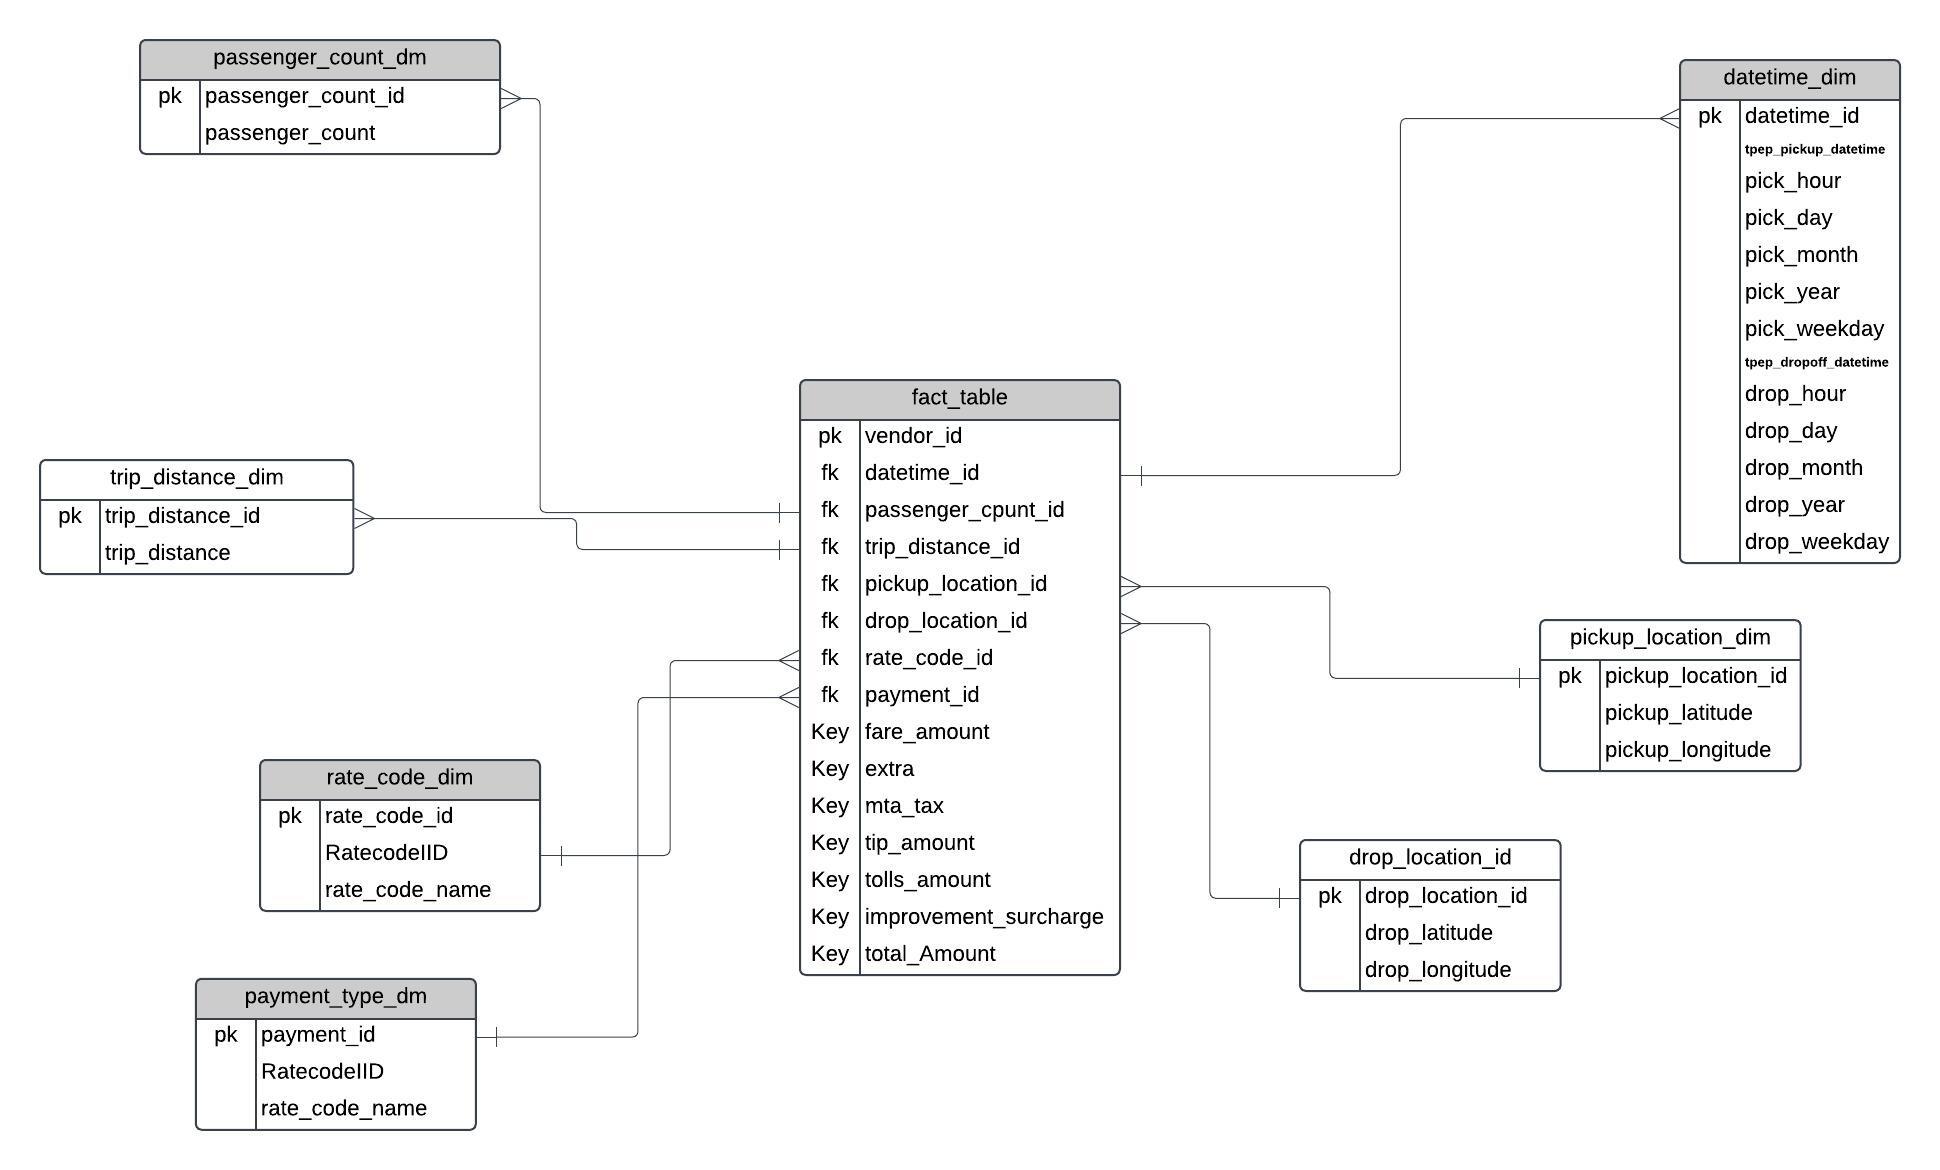 passenger_count_dm
pk passenger_count_id
passenger_count
datetime_dim
pk datetime_id
tpep_pickup_datetime
pick_hour
pick_day
pick_month
pick_year
pick_weekday
tpep_dropoff_datetime
drop_hour
drop_day
drop_month
drop_year
drop_weekday
trip_distance_dim
pk trip_distance_id
trip_distance
fact_table
pk vendor_id
fk datetime_id
fk passenger_cpunt_id
fk trip_distance_id
fk pickup_location_id
fk drop_location_id
fk rate_code_id
fk payment_id
Key fare_amount
Key extra
Key mta_tax
Key tip_amount
Key tolls_amount
Key improvement_surcharge
Key total_Amount
pickup_location_dim
pk pickup_location_id
pickup_latitude
pickup_longitude
rate_code_dim
pk rate_code_id
RatecodeIID
rate_code_name
drop_location_id
pk drop_location_id
drop_latitude
drop_longitude
payment_type_dm
pk payment_id
RatecodeIID
rate_code_name